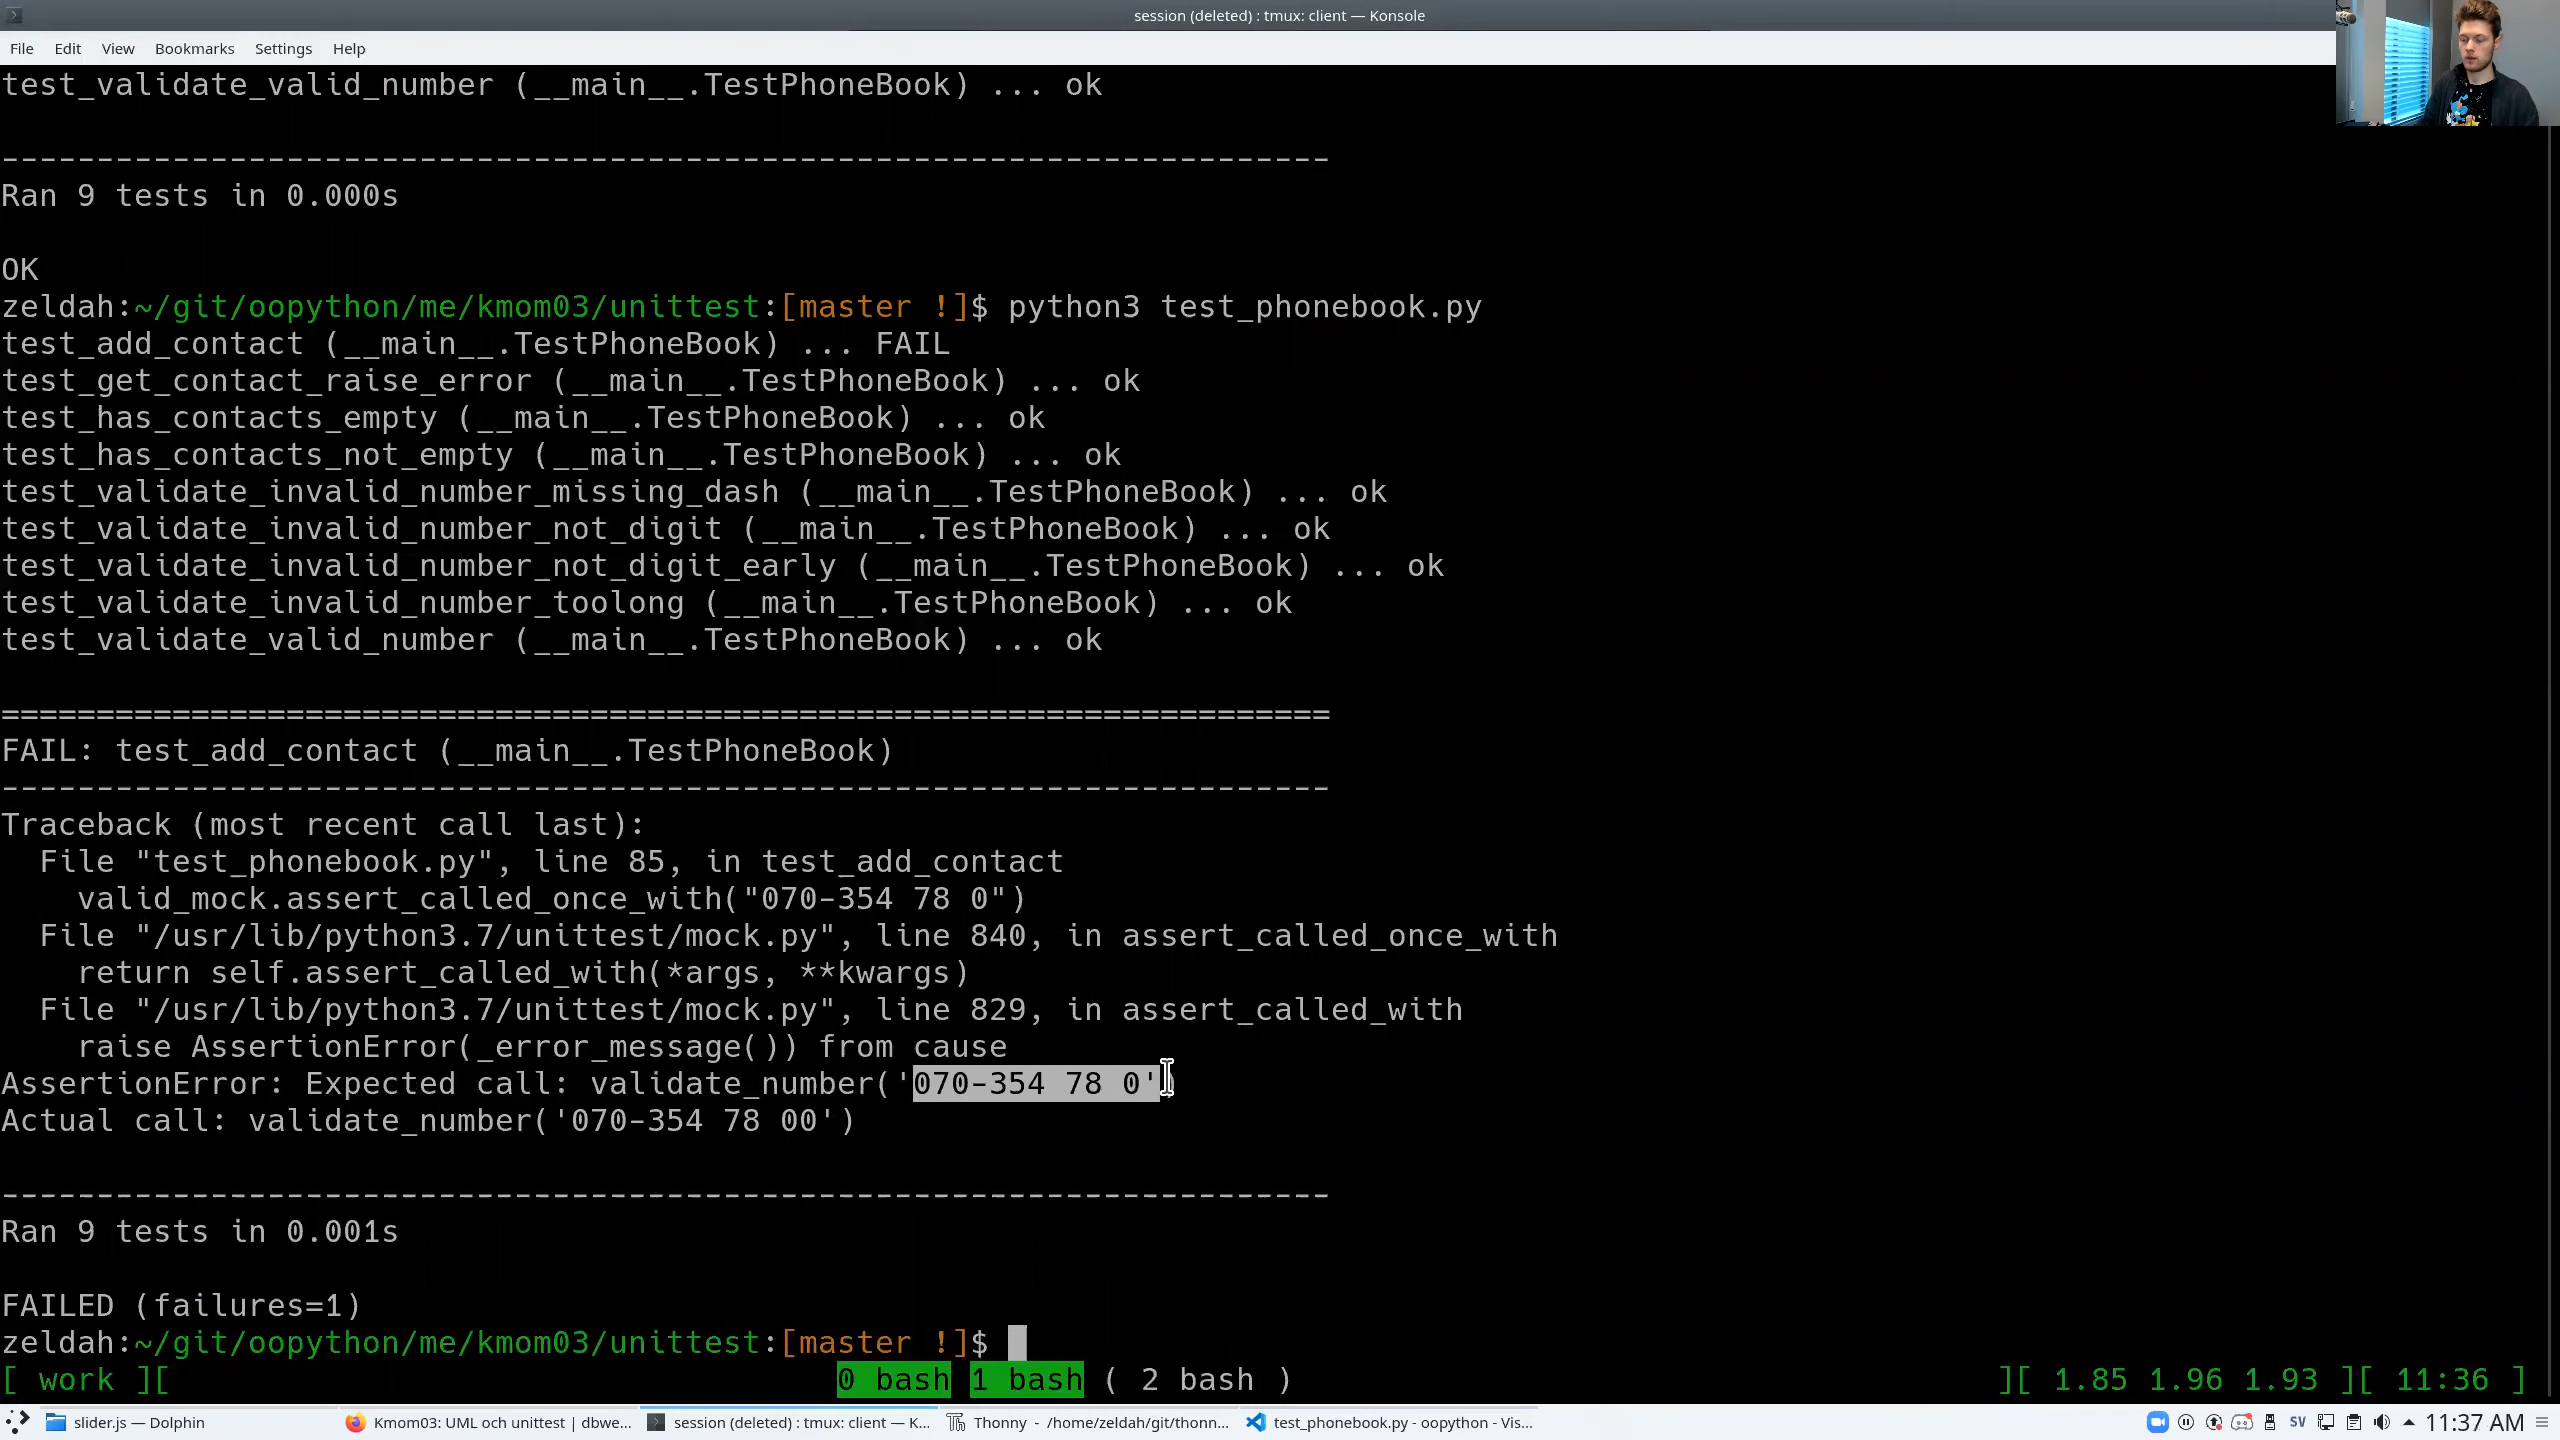 session (deleted) : tmux: client — Konsole
File Edit View Bookmarks Settings Help
test_validate_valid_number (__main__.TestPhoneBook) ... ok
----------------------------------------------------------------------
Ran 9 tests in 0.000s
OK
zeldah:~/git/oopython/me/kmom03/unittest:[master !]$ python3 test_phonebook.py
test_add_contact (__main__.TestPhoneBook) ... FAIL
test_get_contact_raise_error (__main__.TestPhoneBook) ... ok
test_has_contacts_empty (__main__.TestPhoneBook) ... ok
test_has_contacts_not_empty (__main__.TestPhoneBook) ... ok
test_validate_invalid_number_missing_dash (__main__.TestPhoneBook) ... ok
test_validate_invalid_number_not_digit (__main__.TestPhoneBook) ... ok
test_validate_invalid_number_not_digit_early (__main__.TestPhoneBook) ... ok
test_validate_invalid_number_toolong (__main__.TestPhoneBook) ... ok
test_validate_valid_number (__main__.TestPhoneBook) ... ok
======================================================================
FAIL: test_add_contact (__main__.TestPhoneBook)
----------------------------------------------------------------------
Traceback (most recent call last):
  File "test_phonebook.py", line 85, in test_add_contact
    valid_mock.assert_called_once_with("070-354 78 0")
  File "/usr/lib/python3.7/unittest/mock.py", line 840, in assert_called_once_with
    return self.assert_called_with(*args, **kwargs)
  File "/usr/lib/python3.7/unittest/mock.py", line 829, in assert_called_with
    raise AssertionError(_error_message()) from cause
AssertionError: Expected call: validate_number('070-354 78 0')
Actual call: validate_number('070-354 78 00')
----------------------------------------------------------------------
Ran 9 tests in 0.001s
FAILED (failures=1)
zeldah:~/git/oopython/me/kmom03/unittest:[master !]$
[ work ][ 0 bash 1 bash ( 2 bash ) ][ 1.85 1.96 1.93 ][ 11:36 ]
slider.js — Dolphin Kmom03: UML och unittest | dbwe... session (deleted) : tmux: client — K... Thonny - /home/zeldah/git/thonn... test_phonebook.py - oopython - Vis... SV 11:37 AM